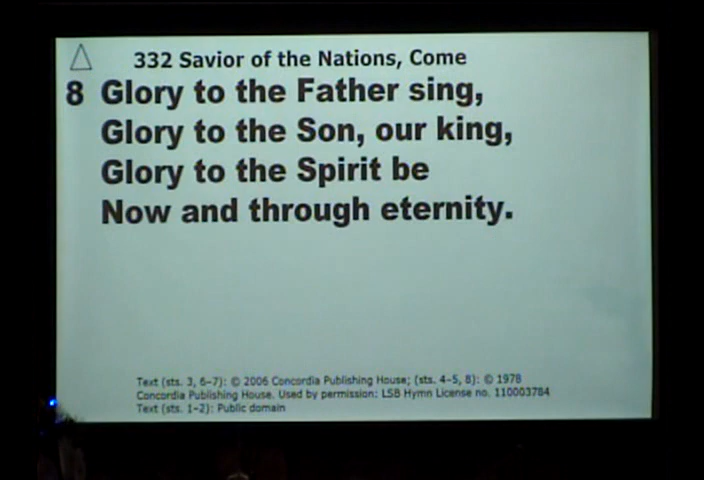 332 Savior of the Nations, Come
8 Glory to the Father sing,
Glory to the Son, our king,
Glory to the Spirit be
Now and through eternity.
Text (sts. 3, 6–7): © 2006 Concordia Publishing House; (sts. 4–5, 8): © 1978
Concordia Publishing House. Used by permission: LSB Hymn License no. 110003784
Text (sts. 1–2): Public domain